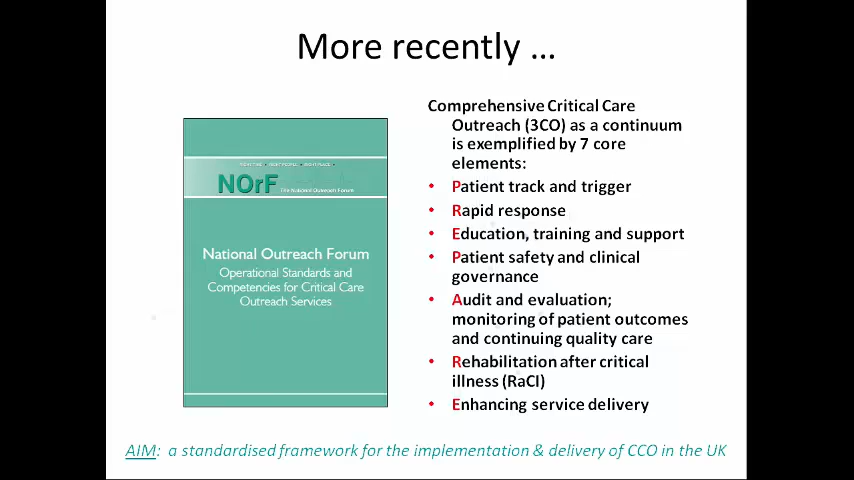 More recently ...
Comprehensive Critical Care
Outreach (3CO) as a continuum
is exemplified by 7 core
elements:
• Patient track and trigger
• Rapid response
• Education, training and support
• Patient safety and clinical
governance
• Audit and evaluation;
monitoring of patient outcomes
and continuing quality care
• Rehabilitation after critical
illness (RaCI)
• Enhancing service delivery
NOrF
The National Outreach Forum
National Outreach Forum
Operational Standards and
Competencies for Critical Care
Outreach Services
AIM: a standardised framework for the implementation & delivery of CCO in the UK